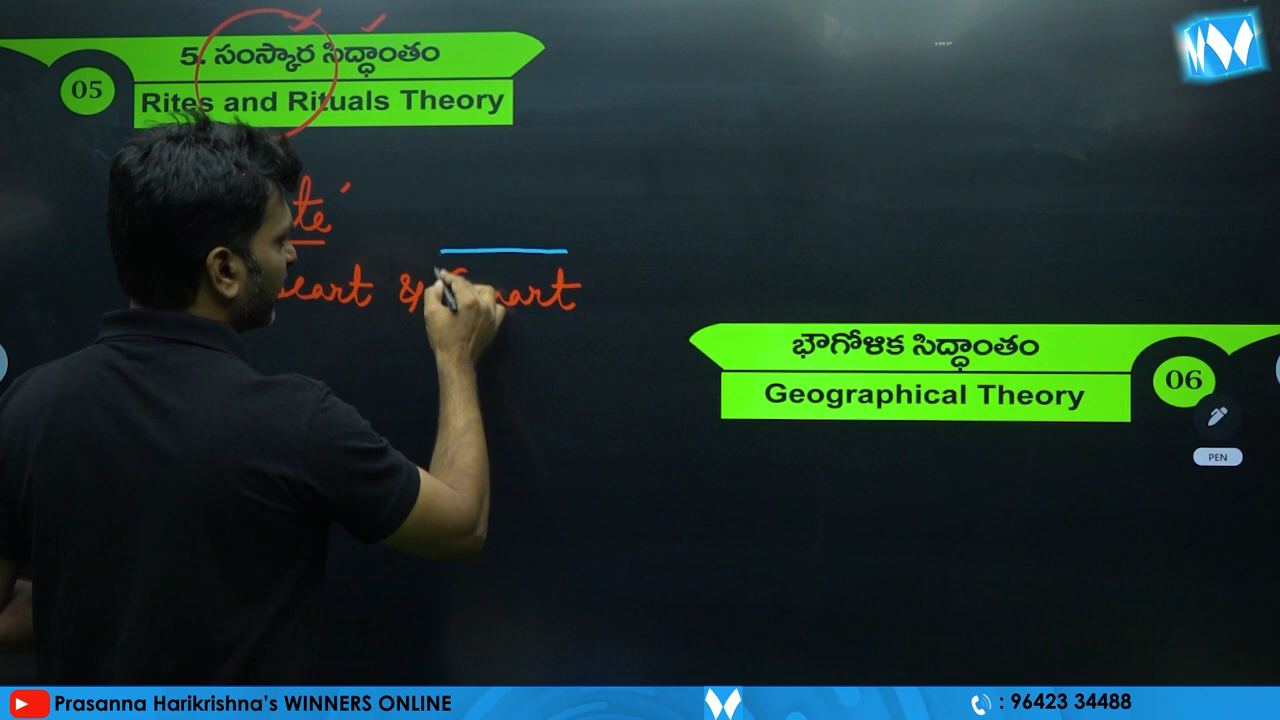 5. సంస్కార సిద్ధాంతం
05
Rites and Rituals Theory
&
భౌగోళిక సిద్ధాంతం
06
Geographical Theory
PEN
Prasanna Harikrishna's WINNERS ONLINE
: 96423 34488